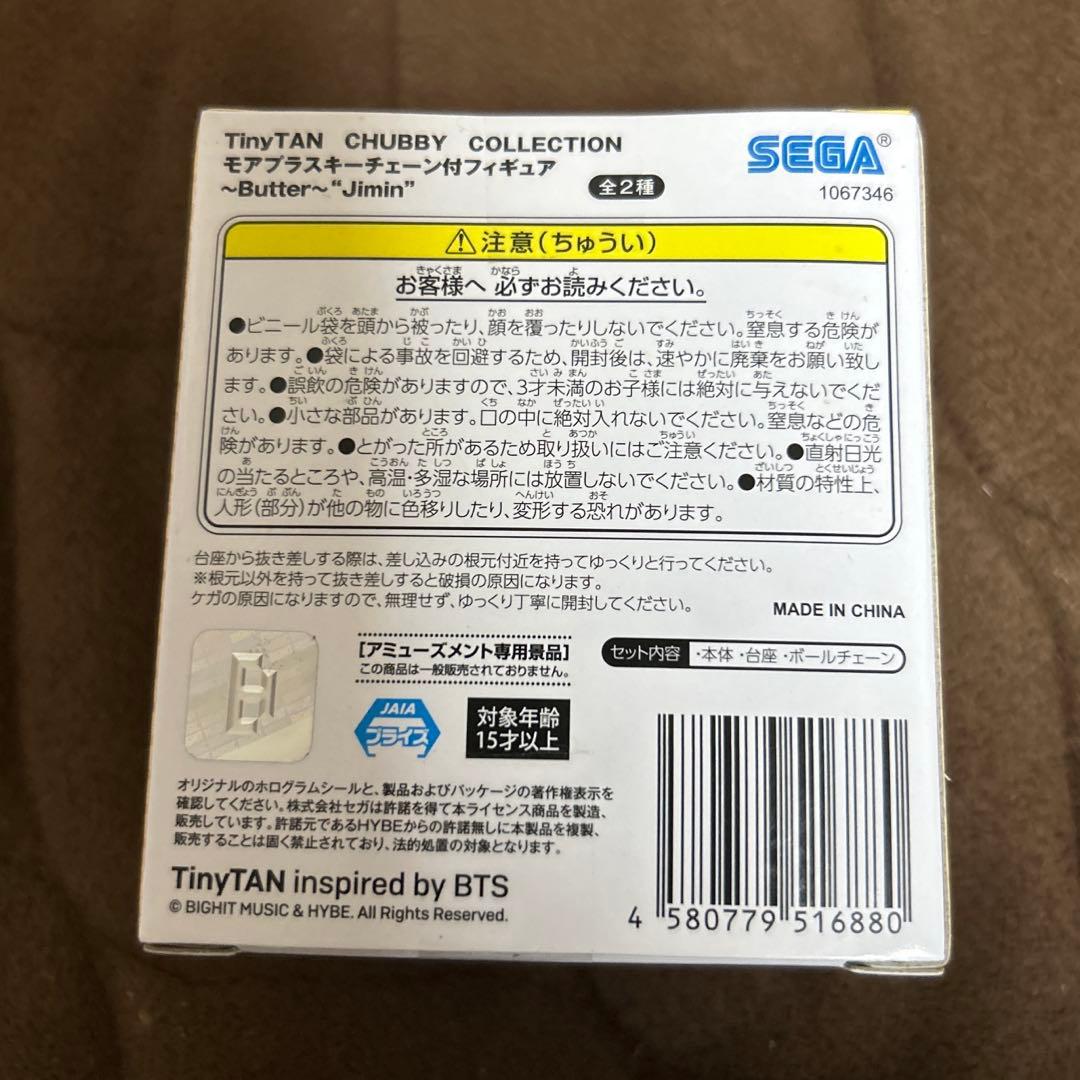 TinyTAN CHUBBY COLLECTION
モアプラスキーチェーン付フィギュア
～Butter～“Jimin”
全2種
SEGA®
1067346
⚠注意(ちゅうい)
お客様へ 必ずお読みください。
●ビニール袋を頭から被ったり、顔を覆ったりしないでください。窒息する危険が
あります。●袋による事故を回避するため、開封後は、速やかに廃棄をお願い致し
ます。●誤飲の危険がありますので、3才未満のお子様には絶対に与えないでくだ
さい。●小さな部品があります。口の中に絶対入れないでください。窒息などの危
険があります。●とがった所があるため取り扱いにはご注意ください。●直射日光
の当たるところや、高温・多湿な場所には放置しないでください。●材質の特性上、
人形(部分)が他の物に色移りしたり、変形する恐れがあります。
台座から抜き差しする際は、差し込みの根元付近を持ってゆっくりと行ってください。
※根元以外を持って抜き差しすると破損の原因になります。
ケガの原因になりますので、無理せず、ゆっくり丁寧に開封してください。
MADE IN CHINA
[アミューズメント専用景品]
この商品は一般販売されておりません。
セット内容 ・本体・台座・ボールチェーン
JAIA
プライズ
対象年齢
15才以上
オリジナルのホログラムシールと、製品およびパッケージの著作権表示を
確認してください。株式会社セガは許諾を得て本ライセンス商品を製造、
販売しています。許諾元であるHYBEからの許諾無しに本製品を複製、
販売することは固く禁止されており、法的処置の対象となります。
TinyTAN inspired by BTS
© BIGHIT MUSIC & HYBE. All Rights Reserved.
4 580779 516880